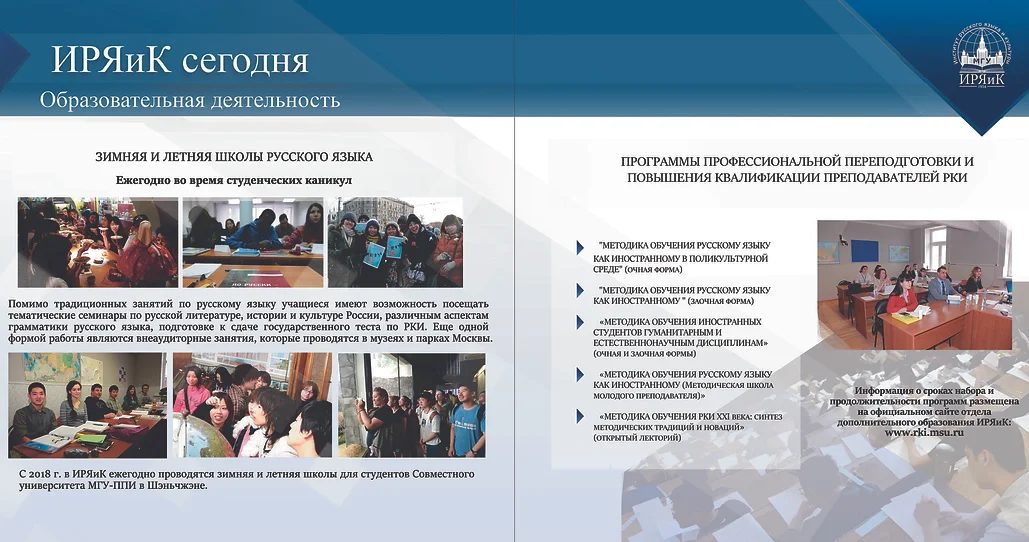 ИРЯиК сегодня
Образовательная деятельность
ЗИМНЯЯ И ЛЕТНЯЯ ШКОЛЫ РУССКОГО ЯЗЫКА
Ежегодно во время студенческих каникул
ПО-РУССКИ
Помимо традиционных занятий по русскому языку учащиеся имеют возможность посещать
тематические семинары по русской литературе, истории и культуре России, различным аспектам
грамматики русского языка, подготовке к сдаче государственного теста по РКИ. Еще одной
формой работы являются внеаудиторные занятия, которые проводятся в музеях и парках Москвы.
С 2018 г. в ИРЯиК ежегодно проводятся зимняя и летняя школы для студентов Совместного
университета МГУ-ППИ в Шэньчжэне.
Институт русского языка и культуры
МГУ
ИРЯиК
1954
ПРОГРАММЫ ПРОФЕССИОНАЛЬНОЙ ПЕРЕПОДГОТОВКИ И
ПОВЫШЕНИЯ КВАЛИФИКАЦИИ ПРЕПОДАВАТЕЛЕЙ РКИ
"МЕТОДИКА ОБУЧЕНИЯ РУССКОМУ ЯЗЫКУ
КАК ИНОСТРАННОМУ В ПОЛИКУЛЬТУРНОЙ
СРЕДЕ" (ОЧНАЯ ФОРМА)
"МЕТОДИКА ОБУЧЕНИЯ РУССКОМУ ЯЗЫКУ
КАК ИНОСТРАННОМУ " (ЗАОЧНАЯ ФОРМА)
«МЕТОДИКА ОБУЧЕНИЯ ИНОСТРАННЫХ
СТУДЕНТОВ ГУМАНИТАРНЫМ И
ЕСТЕСТВЕННОНАУЧНЫМ ДИСЦИПЛИНАМ»
(ОЧНАЯ И ЗАОЧНАЯ ФОРМЫ)
«МЕТОДИКА ОБУЧЕНИЯ РУССКОМУ ЯЗЫКУ
КАК ИНОСТРАННОМУ (МЕТОДИЧЕСКАЯ ШКОЛА
МОЛОДОГО ПРЕПОДАВАТЕЛЯ)»
«МЕТОДИКА ОБУЧЕНИЯ РКИ XXI ВЕКА: СИНТЕЗ
МЕТОДИЧЕСКИХ ТРАДИЦИЙ И НОВАЦИЙ»
(ОТКРЫТЫЙ ЛЕКТОРИЙ)
Информация о сроках набора и
продолжительности программ размещена
на официальном сайте отдела
дополнительного образования ИРЯиК:
www.rki.msu.ru